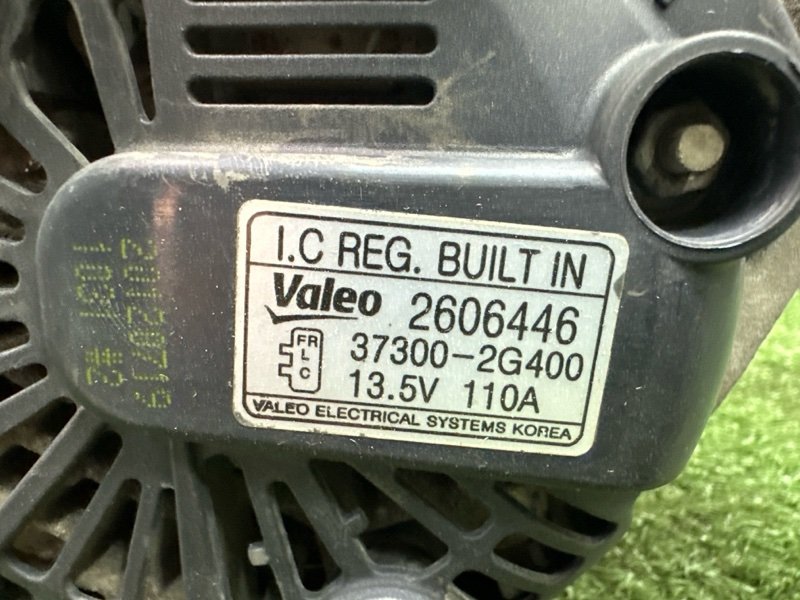 I.C REG. BUILT IN
Valeo 2606446
FR
L
C
37300-2G400
13.5V 110A
VALEO ELECTRICAL SYSTEMS KOREA